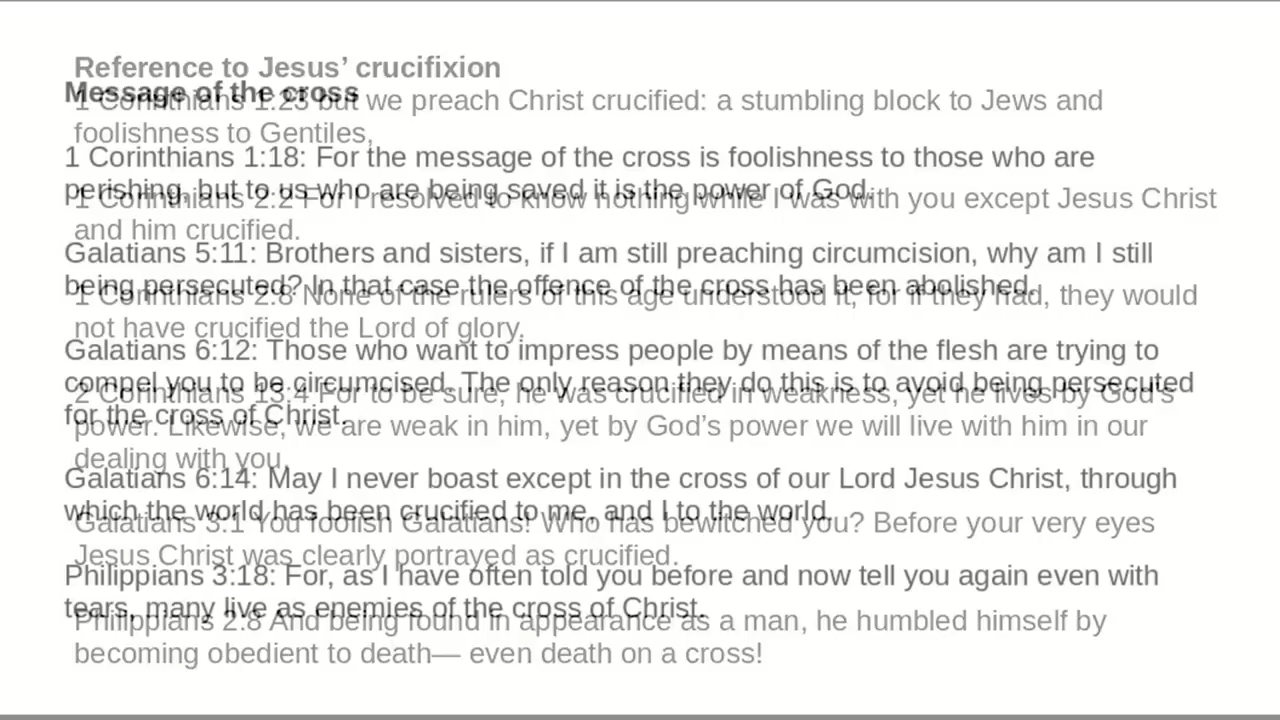 Reference to Jesus’ crucifixion
Message of the cross
1 Corinthians 1:23 but we preach Christ crucified: a stumbling block to Jews and
foolishness to Gentiles,
1 Corinthians 1:18: For the message of the cross is foolishness to those who are
perishing, but to us who are being saved it is the power of God.
1 Corinthians 2:2 For I resolved to know nothing while I was with you except Jesus Christ
and him crucified.
Galatians 5:11: Brothers and sisters, if I am still preaching circumcision, why am I still
being persecuted? In that case the offence of the cross has been abolished.
1 Corinthians 2:8 None of the rulers of this age understood it, for if they had, they would
not have crucified the Lord of glory.
Galatians 6:12: Those who want to impress people by means of the flesh are trying to
compel you to be circumcised. The only reason they do this is to avoid being persecuted
2 Corinthians 13:4 For to be sure, he was crucified in weakness, yet he lives by God’s
for the cross of Christ.
power. Likewise, we are weak in him, yet by God’s power we will live with him in our
dealing with you.
Galatians 6:14: May I never boast except in the cross of our Lord Jesus Christ, through
which the world has been crucified to me, and I to the world.
Galatians 3:1 You foolish Galatians! Who has bewitched you? Before your very eyes
Jesus Christ was clearly portrayed as crucified.
Philippians 3:18: For, as I have often told you before and now tell you again even with
tears, many live as enemies of the cross of Christ.
Philippians 2:8 And being found in appearance as a man, he humbled himself by
becoming obedient to death— even death on a cross!